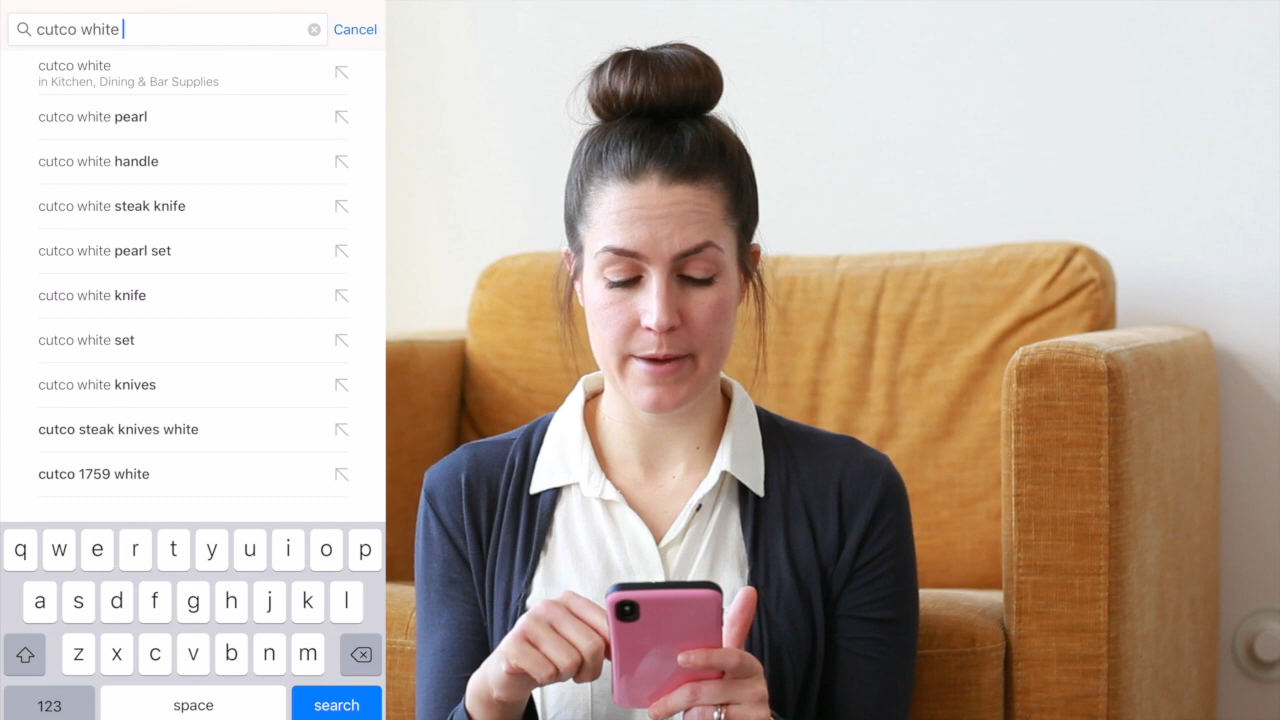 cutco white
Cancel
cutco white
in Kitchen, Dining & Bar Supplies
cutco white pearl
cutco white handle
cutco white steak knife
cutco white pearl set
cutco white knife
cutco white set
cutco white knives
cutco steak knives white
cutco 1759 white
q w e r t y u i o p
a s d f g h j k l
z x c v b n m
123 space search